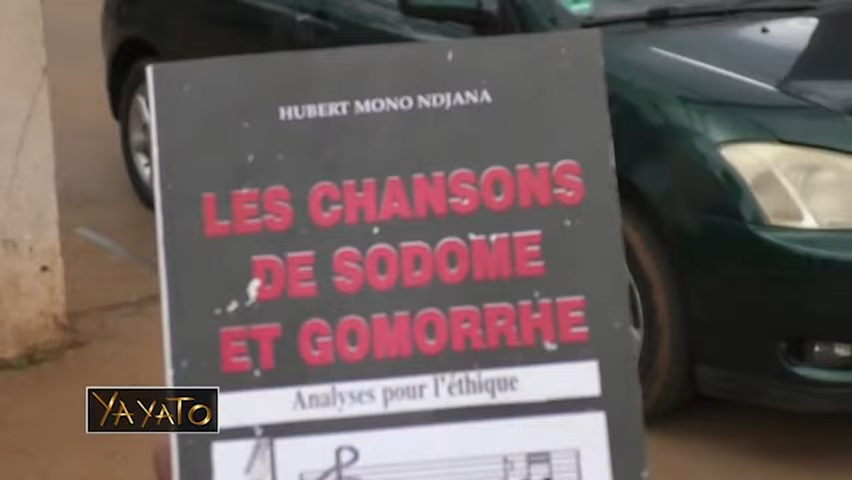 HUBERT MONO NDJANA
LES CHANSONS
DE SODOME
ET GOMORRHE
Analyses pour l'éthique
YAYATO